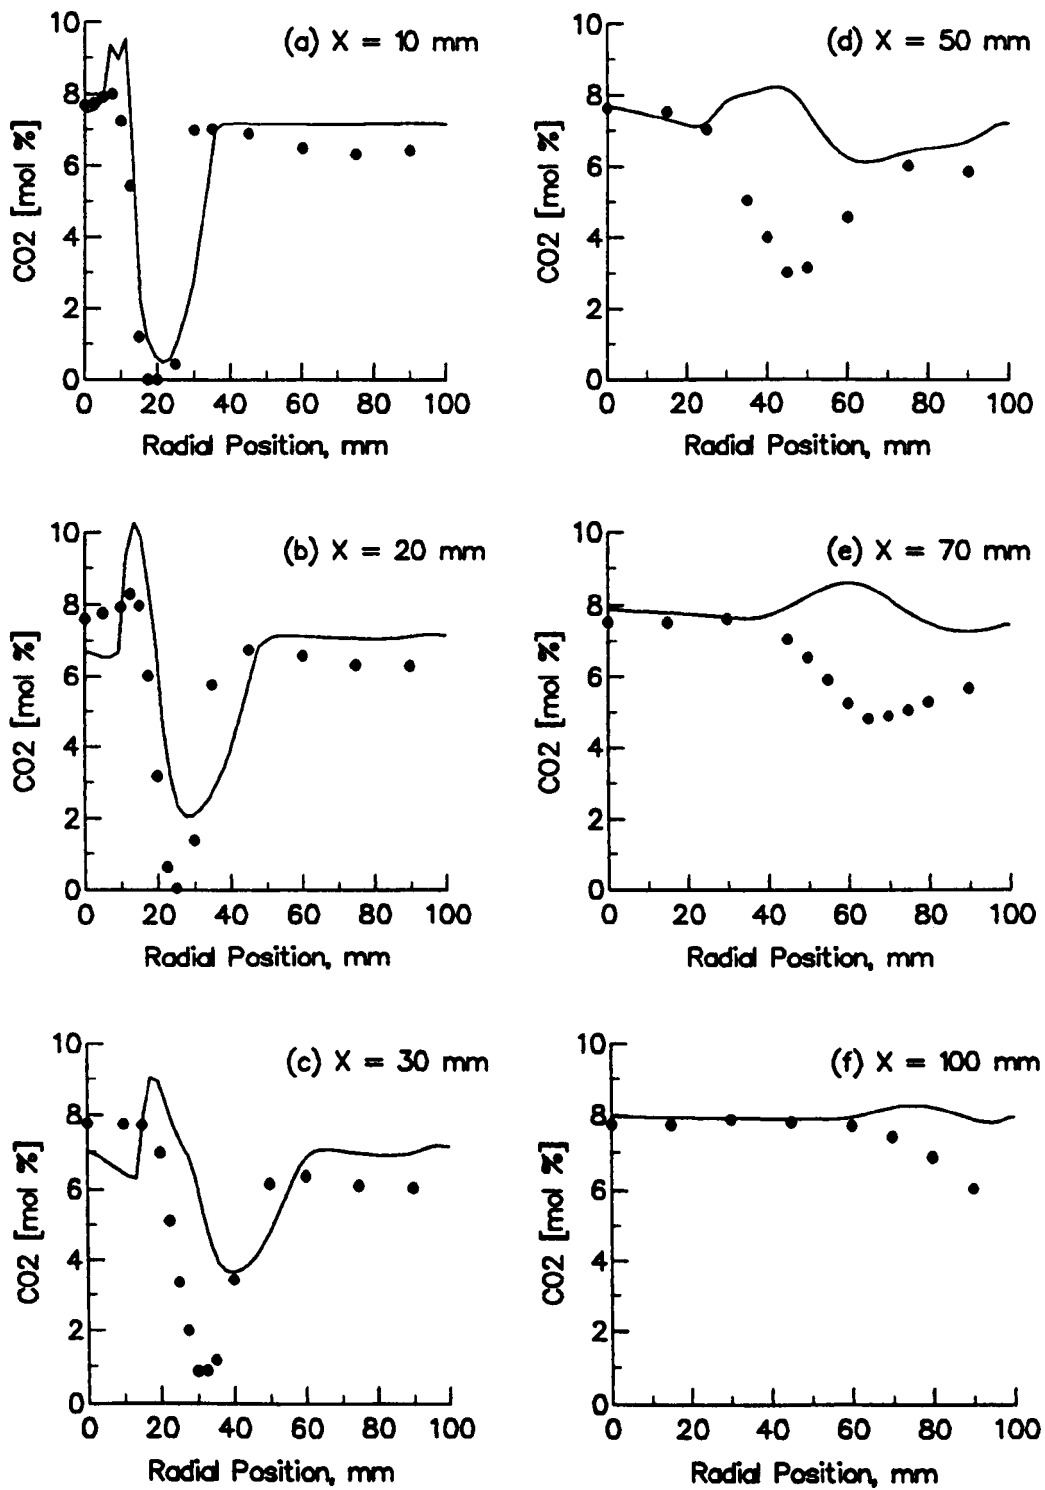 (a) X = 10 mm
10
8
6
4
2
0
CO2 [mol %]
0 20 40 60 80 100
Radial Position, mm
(b) X = 20 mm
10
8
6
4
2
0
CO2 [mol %]
0 20 40 60 80 100
Radial Position, mm
(c) X = 30 mm
10
8
6
4
2
0
CO2 [mol %]
0 20 40 60 80 100
Radial Position, mm
(d) X = 50 mm
10
8
6
4
2
0
CO2 [mol %]
0 20 40 60 80 100
Radial Position, mm
(e) X = 70 mm
10
8
6
4
2
0
CO2 [mol %]
0 20 40 60 80 100
Radial Position, mm
(f) X = 100 mm
10
8
6
4
2
0
CO2 [mol %]
0 20 40 60 80 100
Radial Position, mm